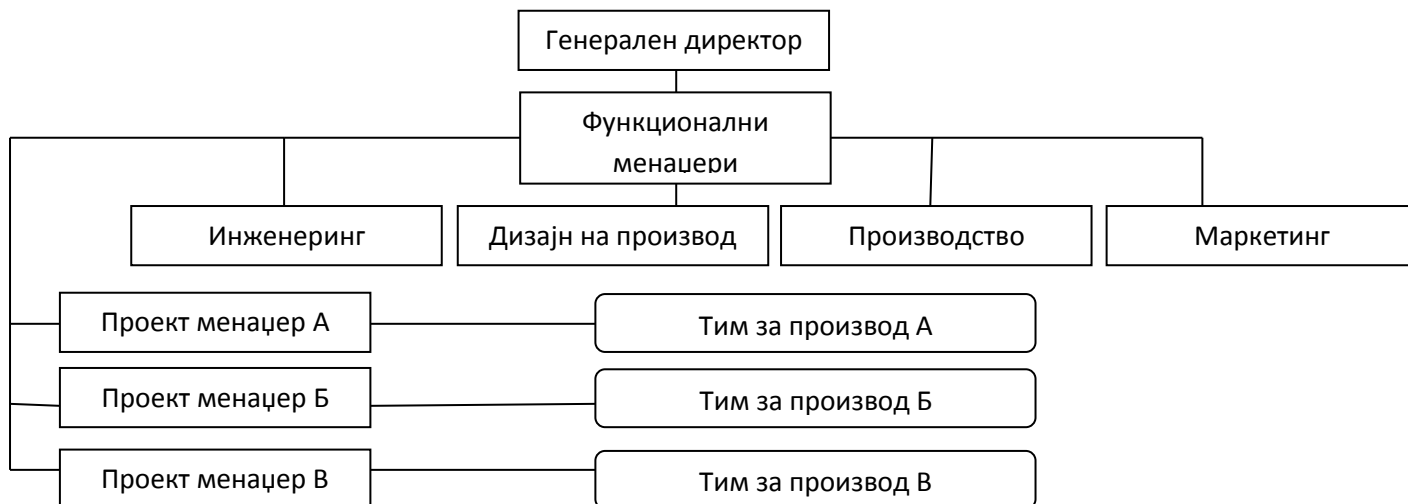 Генерален директор
Функционални
менаџери
Инженеринг
Дизајн на производ
Производство
Маркетинг
Проект менаџер А
Тим за производ А
Проект менаџер Б
Тим за производ Б
Проект менаџер В
Тим за производ В